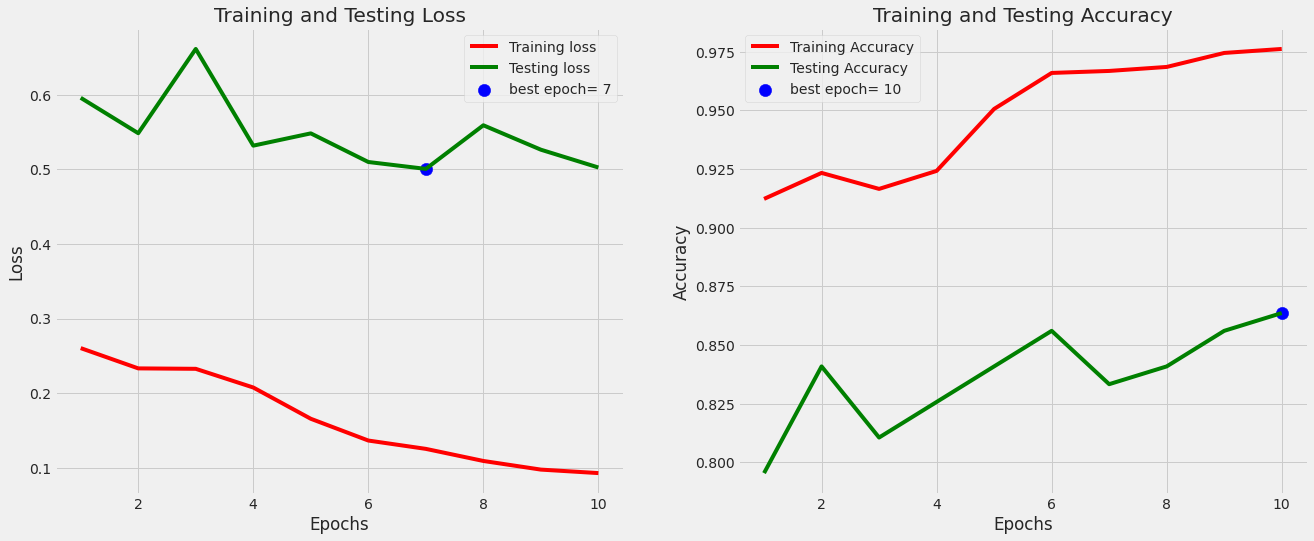 Training and Testing Loss
Training loss
Testing loss
best epoch= 7
0.6
0.5
0.4
0.3
0.2
0.1
Loss
2 4 6 8 10
Epochs
Training and Testing Accuracy
Training Accuracy
Testing Accuracy
best epoch= 10
0.975
0.950
0.925
0.900
0.875
0.850
0.825
0.800
Accuracy
2 4 6 8 10
Epochs